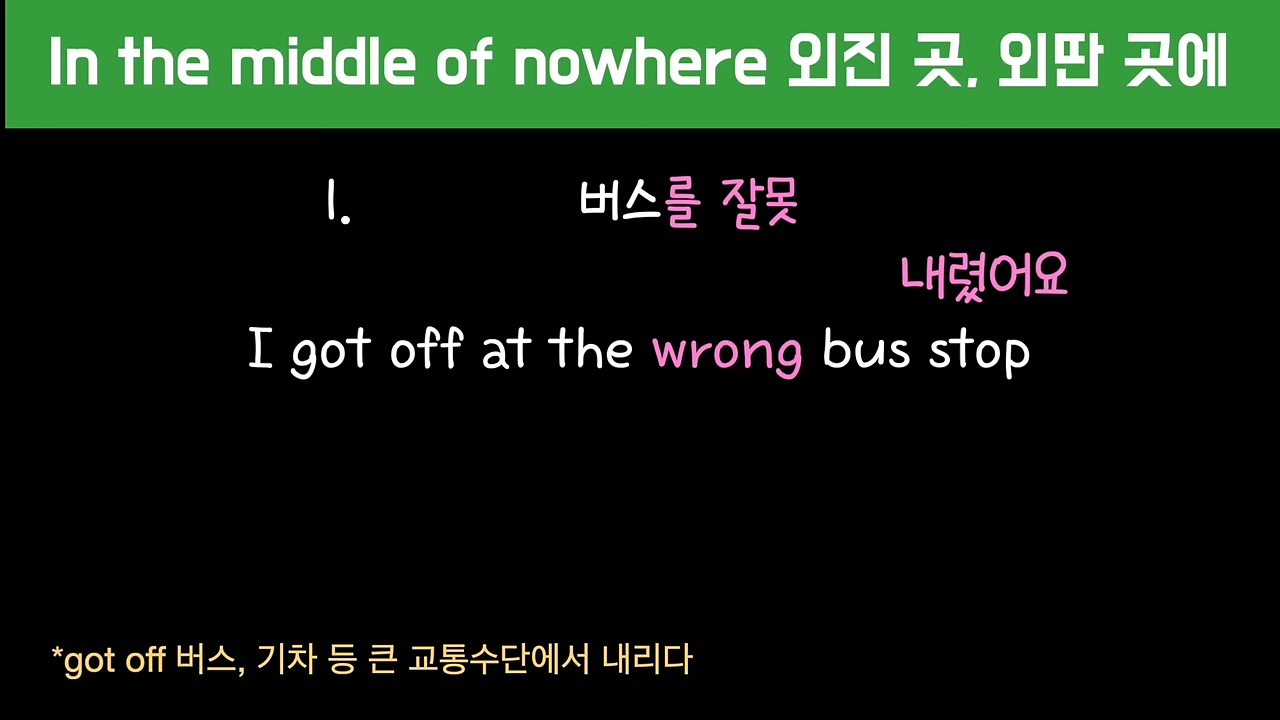 In the middle of nowhere 외진 곳, 외딴 곳에
1. 버스를 잘못
내렸어요
I got off at the wrong bus stop
*got off 버스, 기차 등 큰 교통수단에서 내리다